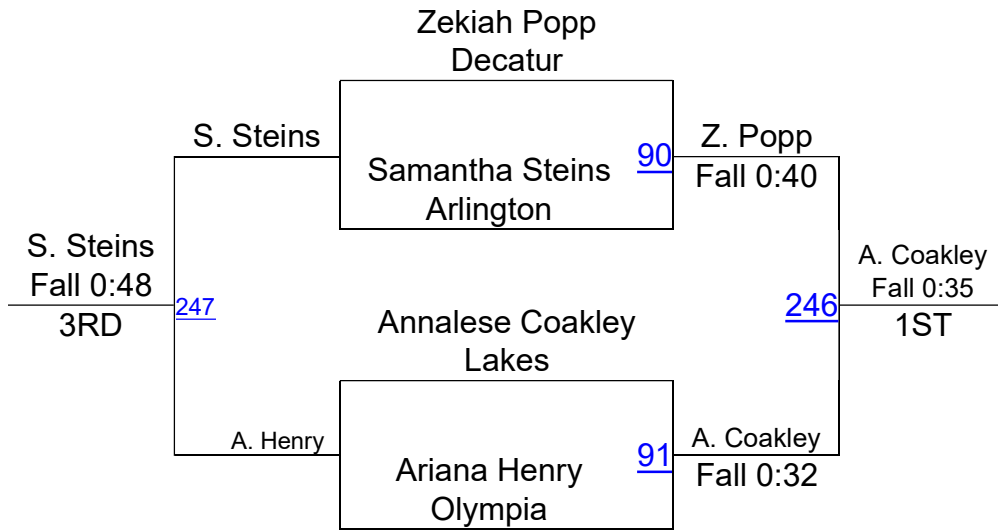 Zekiah Popp
Decatur
S. Steins
Samantha Steins
Arlington
90
Z. Popp
Fall 0:40
S. Steins
Fall 0:48
3RD
247
Annalese Coakley
Lakes
246
A. Coakley
Fall 0:35
1ST
A. Henry
Ariana Henry
Olympia
91
A. Coakley
Fall 0:32